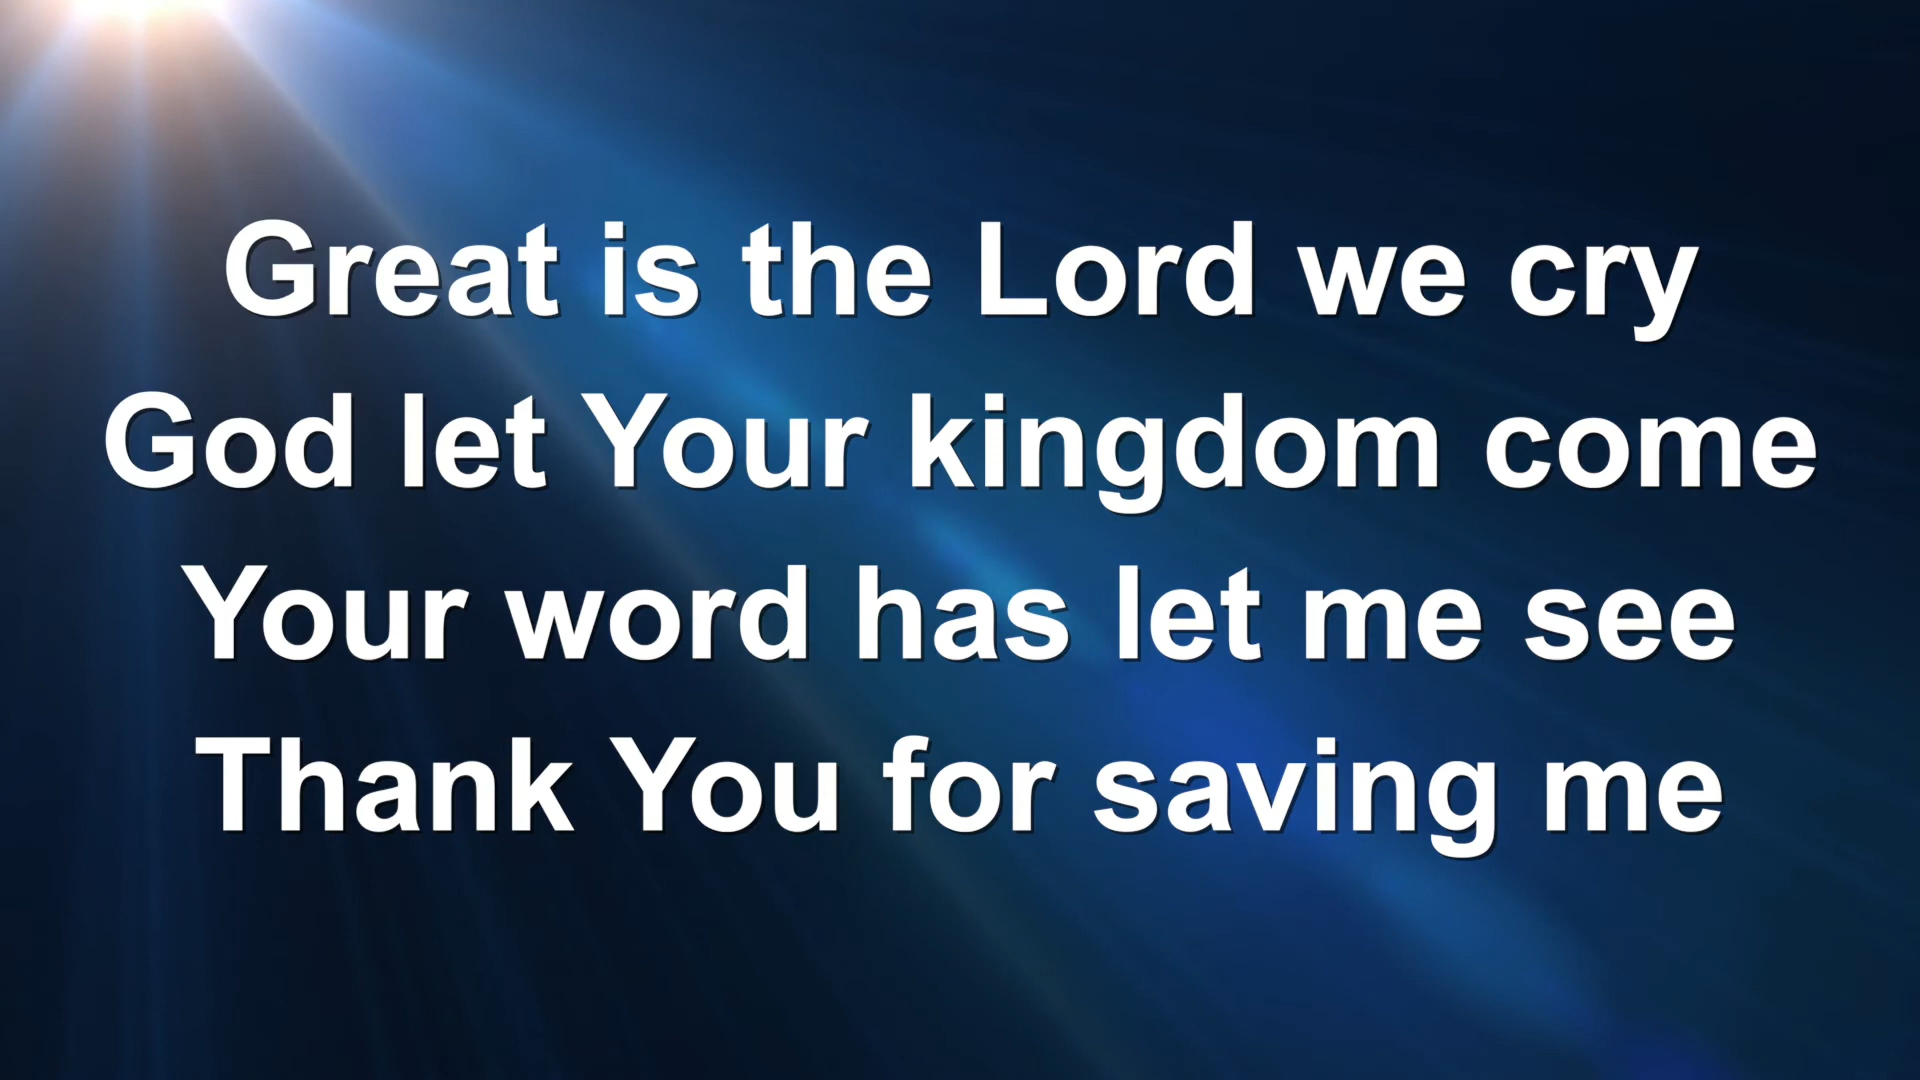 Great is the Lord we cry
God let Your kingdom come
Your word has let me see
Thank You for saving me